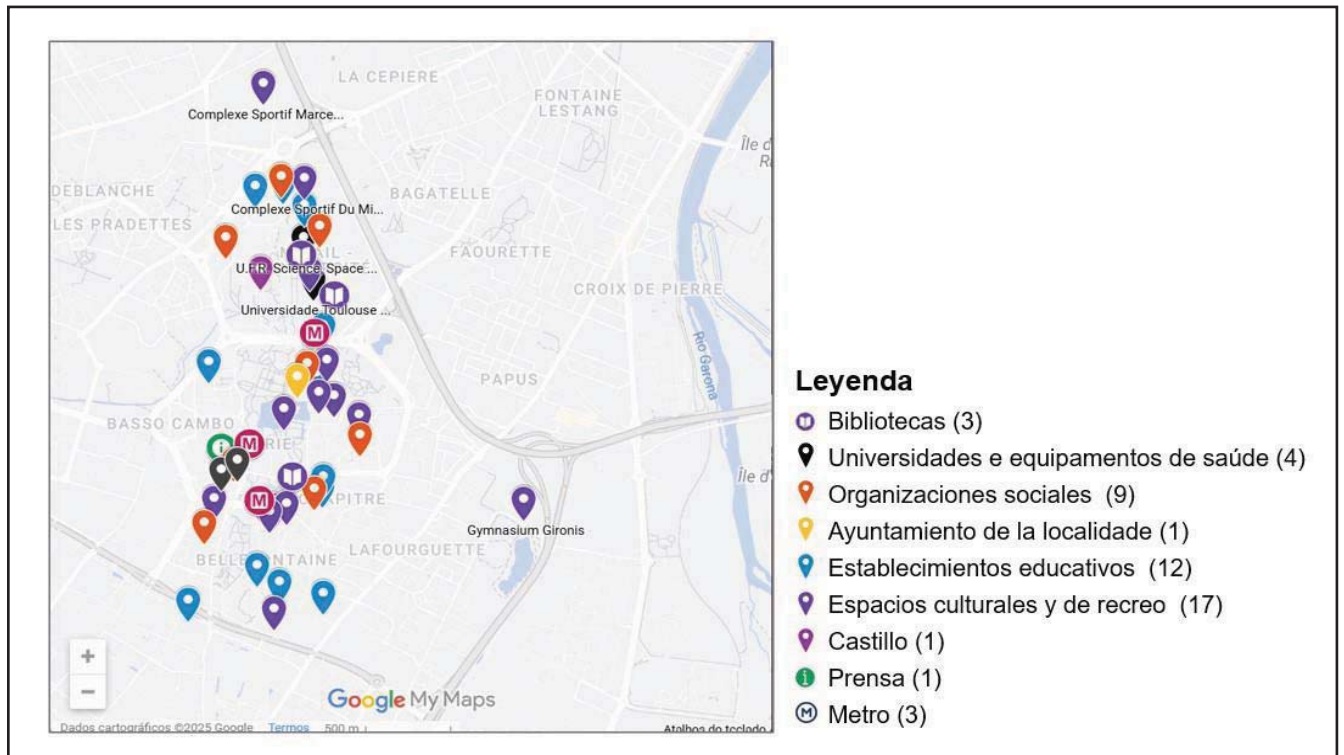 LA CEPIERE
FONTAINE
LESTANG
Complexe Sportif Marce...
Île d
DEBLANCHE
BAGATELLE
Complexe Sportif Du Mi...
LES PRADETTES
FAOURETTE
U.F.R. Science, Space ...
CROIX DE PIERRE
Universidade Toulouse ...
Rio Garona
PAPUS
BASSO CAMBO
Île d'
Gymnasium Gironis
LAFOURGUETTE
+
−
Google My Maps
Dados cartográficos ©2025 Google Termos 500 m
Atalhos do teclado
Leyenda
Bibliotecas (3)
Universidades e equipamentos de saúde (4)
Organizaciones sociales (9)
Ayuntamiento de la localidade (1)
Establecimientos educativos (12)
Espacios culturales y de recreo (17)
Castillo (1)
Prensa (1)
Metro (3)